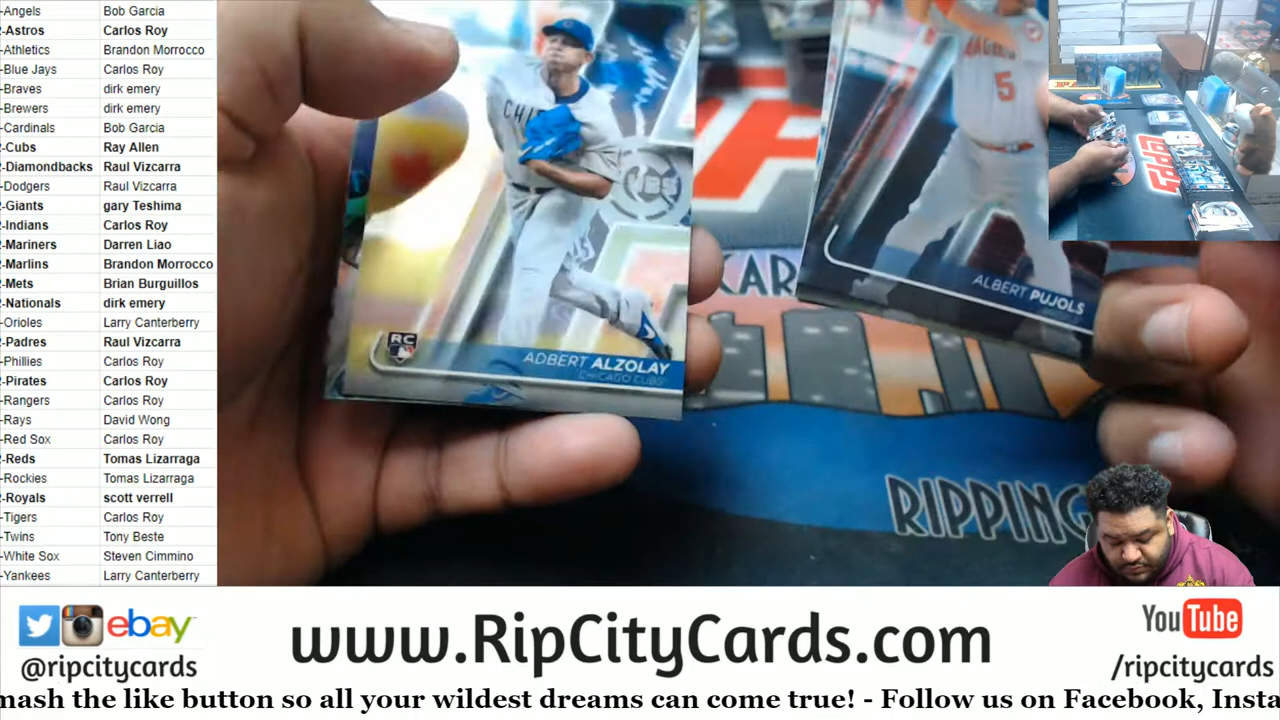 -Angels Bob Garcia
-Astros Carlos Roy
-Athletics Brandon Morrocco
-Blue Jays Carlos Roy
-Braves dirk emery
-Brewers dirk emery
-Cardinals Bob Garcia
-Cubs Ray Allen
-Diamondbacks Raul Vizcarra
-Dodgers Raul Vizcarra
-Giants gary Teshima
-Indians Carlos Roy
-Mariners Darren Liao
-Marlins Brandon Morrocco
-Mets Brian Burguillos
-Nationals dirk emery
-Orioles Larry Canterberry
-Padres Raul Vizcarra
-Phillies Carlos Roy
-Pirates Carlos Roy
-Rangers Carlos Roy
-Rays David Wong
-Red Sox Carlos Roy
-Reds Tomas Lizarraga
-Rockies Tomas Lizarraga
-Royals scott verrell
-Tigers Carlos Roy
-Twins Tony Beste
-White Sox Steven Cimmino
-Yankees Larry Canterberry
CHI
CUBS
RC
ADBERT ALZOLAY
CHICAGO CUBS
ANGELS
5
ALBERT PUJOLS
CAR
RIPPING
ebay
@ripcitycards
www.RipCityCards.com
YouTube
/ripcitycards
mash the like button so all your wildest dreams can come true! - Follow us on Facebook, Insta